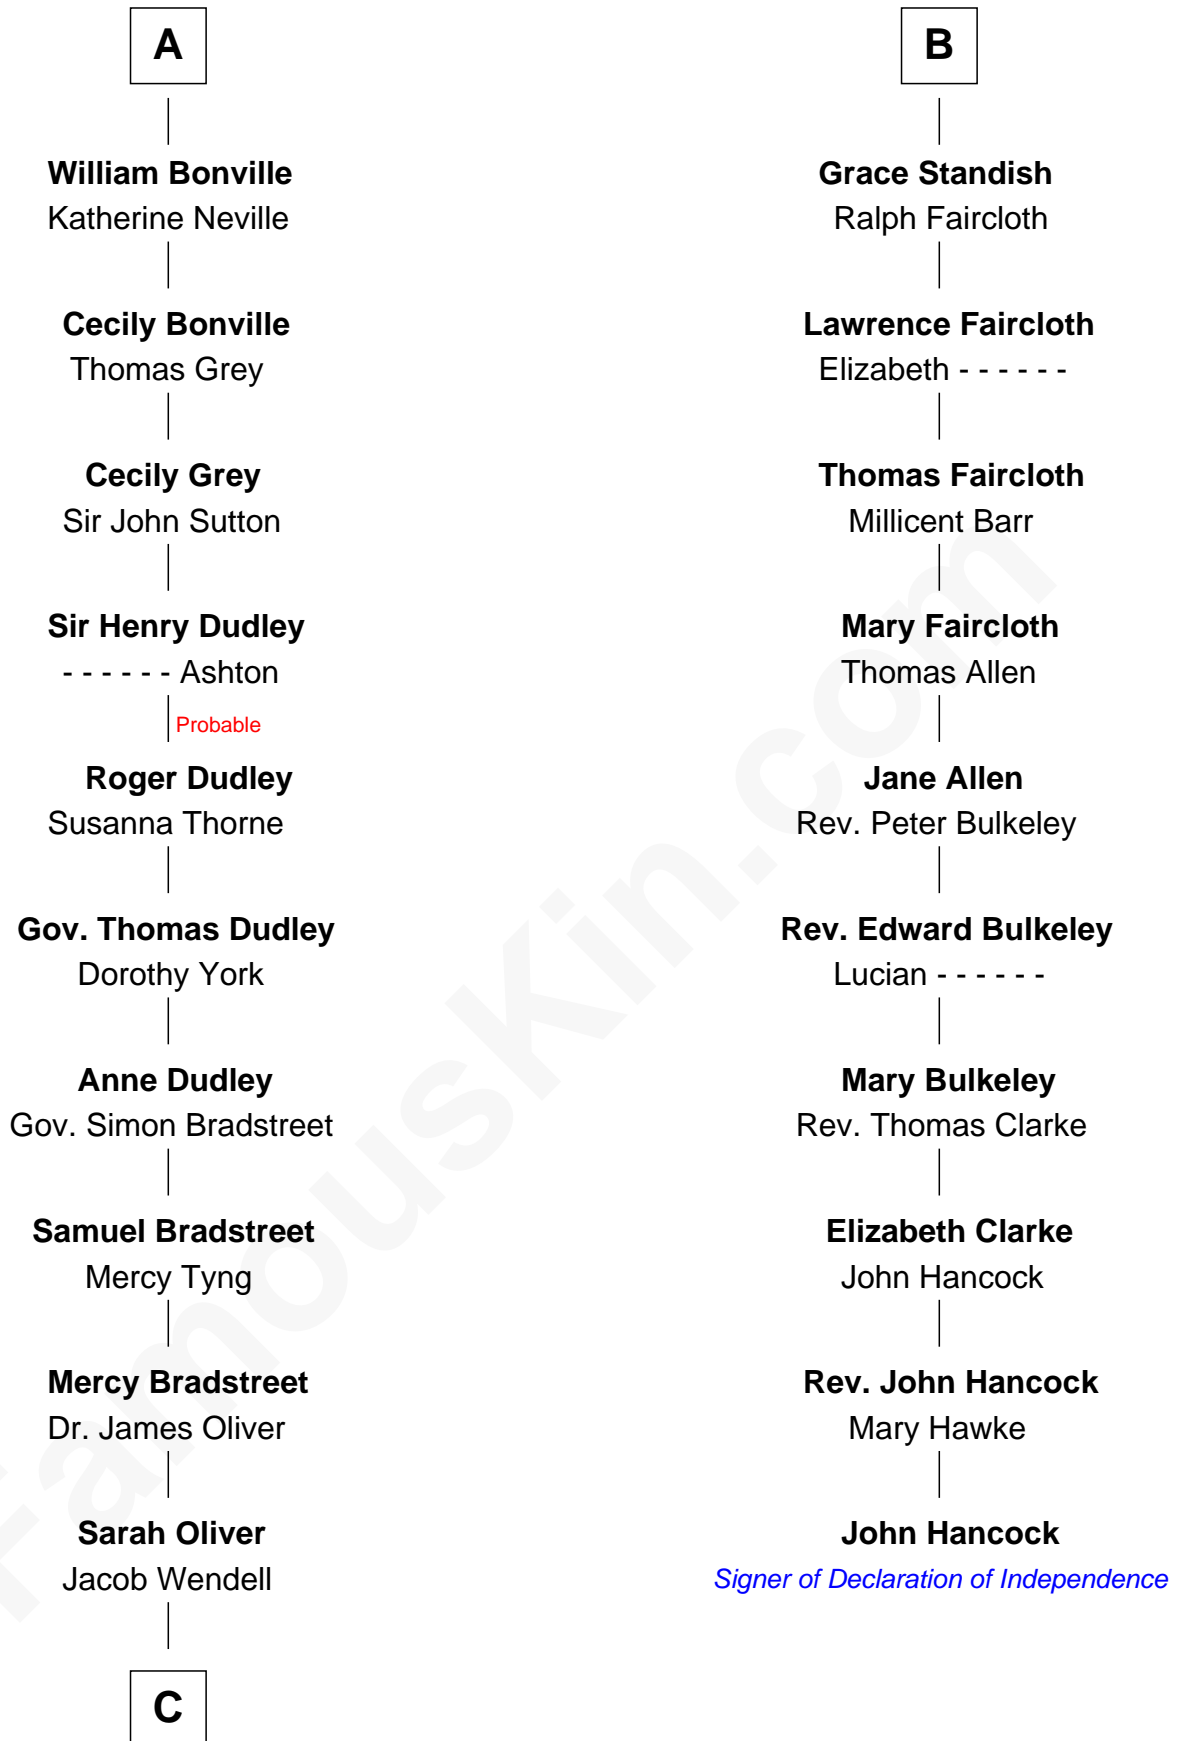 A
William Bonville
Katherine Neville
Cecily Bonville
Thomas Grey
Cecily Grey
Sir John Sutton
Sir Henry Dudley
- - - - - - Ashton
Probable
Roger Dudley
Susanna Thorne
Gov. Thomas Dudley
Dorothy York
Anne Dudley
Gov. Simon Bradstreet
Samuel Bradstreet
Mercy Tyng
Mercy Bradstreet
Dr. James Oliver
Sarah Oliver
Jacob Wendell
C
B
Grace Standish
Ralph Faircloth
Lawrence Faircloth
Elizabeth - - - - - -
Thomas Faircloth
Millicent Barr
Mary Faircloth
Thomas Allen
Jane Allen
Rev. Peter Bulkeley
Rev. Edward Bulkeley
Lucian - - - - - -
Mary Bulkeley
Rev. Thomas Clarke
Elizabeth Clarke
John Hancock
Rev. John Hancock
Mary Hawke
John Hancock
Signer of Declaration of Independence
FamousKin.com